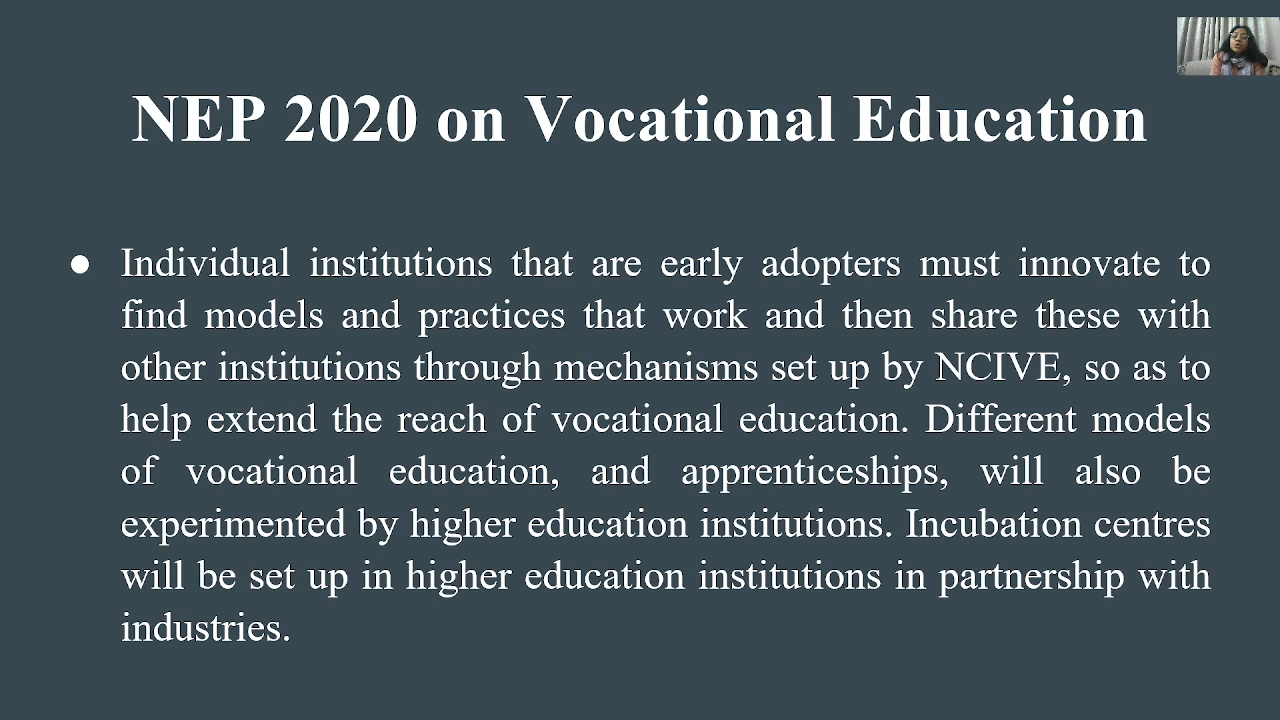 NEP 2020 on Vocational Education
● Individual institutions that are early adopters must innovate to
find models and practices that work and then share these with
other institutions through mechanisms set up by NCIVE, so as to
help extend the reach of vocational education. Different models
of vocational education, and apprenticeships, will also be
experimented by higher education institutions. Incubation centres
will be set up in higher education institutions in partnership with
industries.